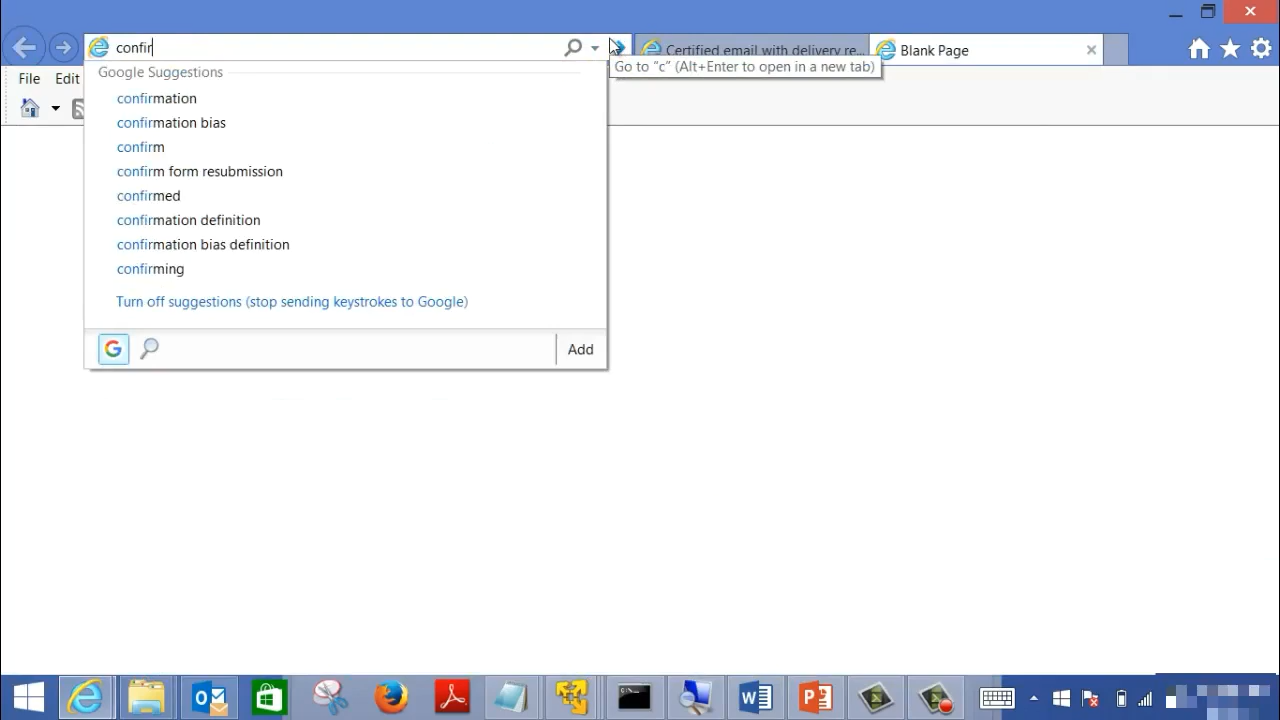 confir
Certified email with delivery re...
Blank Page
Go to “c” (Alt+Enter to open in a new tab)
File Edit
Google Suggestions
confirmation
confirmation bias
confirm
confirm form resubmission
confirmed
confirmation definition
confirmation bias definition
confirming
Turn off suggestions (stop sending keystrokes to Google)
Add